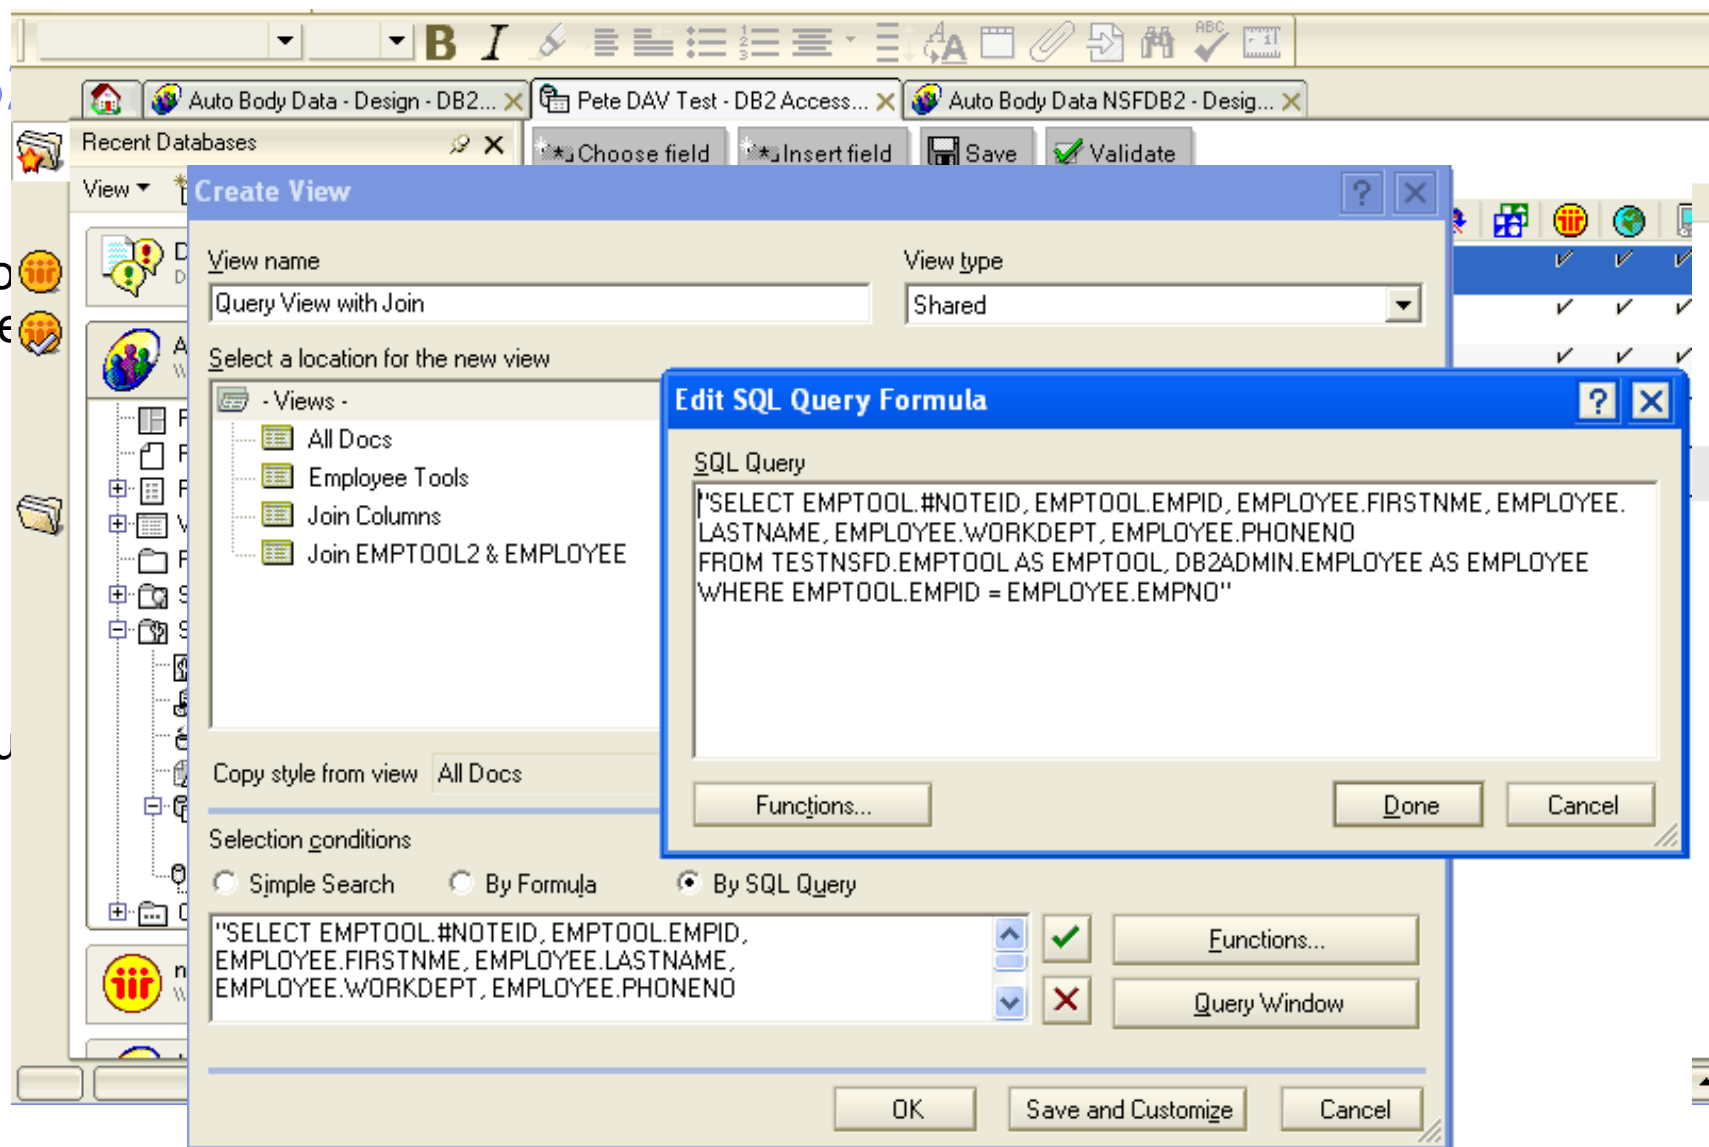 B I
ABC
Auto Body Data - Design - DB2... Pete DAV Test - DB2 Access... Auto Body Data NSFDB2 - Desig...
Recent Databases Choose field Insert field Save Validate
View
Create View
View name View type
Query View with Join Shared
Select a location for the new view
- Views -
All Docs
Employee Tools
Join Columns
Join EMPTOOL2 & EMPLOYEE
Edit SQL Query Formula
SQL Query
"SELECT EMPTOOL.#NOTEID, EMPTOOL.EMPID, EMPLOYEE.FIRSTNME, EMPLOYEE.
LASTNAME, EMPLOYEE.WORKDEPT, EMPLOYEE.PHONENO
FROM TESTNSFD.EMPTOOL AS EMPTOOL, DB2ADMIN.EMPLOYEE AS EMPLOYEE
WHERE EMPTOOL.EMPID = EMPLOYEE.EMPNO"
Functions... Done Cancel
Copy style from view All Docs
Selection conditions
Simple Search By Formula By SQL Query
"SELECT EMPTOOL.#NOTEID, EMPTOOL.EMPID,
EMPLOYEE.FIRSTNME, EMPLOYEE.LASTNAME,
EMPLOYEE.WORKDEPT, EMPLOYEE.PHONENO
Functions...
Query Window
OK Save and Customize Cancel